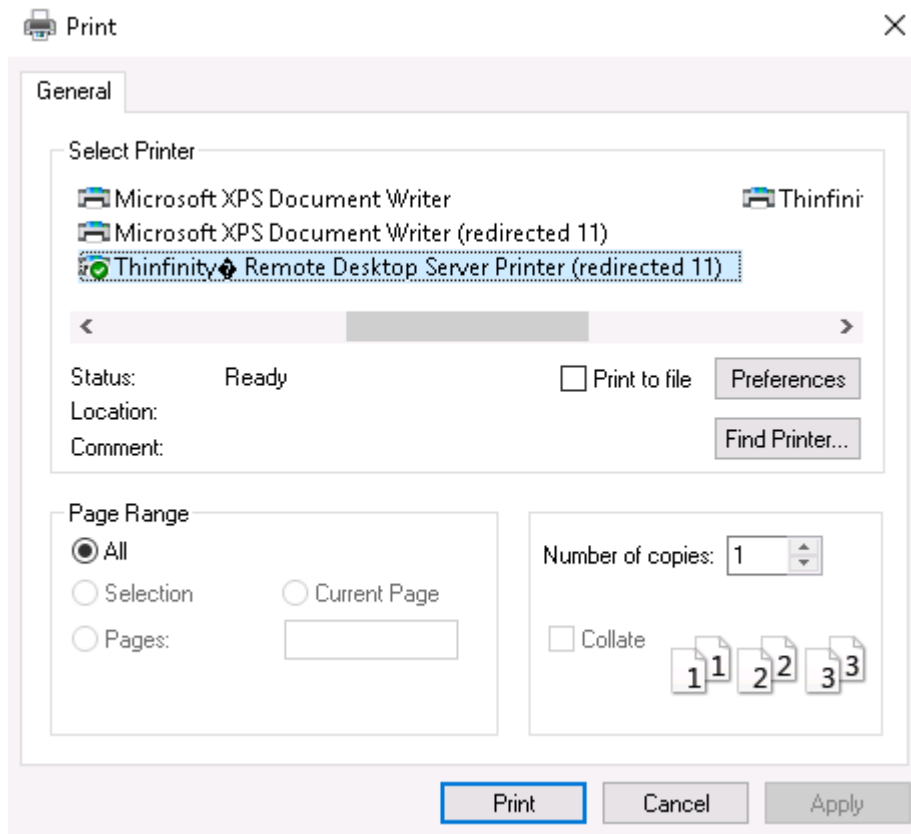 Print
General
Select Printer
Microsoft XPS Document Writer
Thinfini
Microsoft XPS Document Writer (redirected 11)
Thinfinity� Remote Desktop Server Printer (redirected 11)
Status: Ready
Print to file
Preferences
Location:
Comment:
Find Printer...
Page Range
All
Selection
Current Page
Pages:
Number of copies: 1
Collate
1 1 2 2 3 3
Print
Cancel
Apply